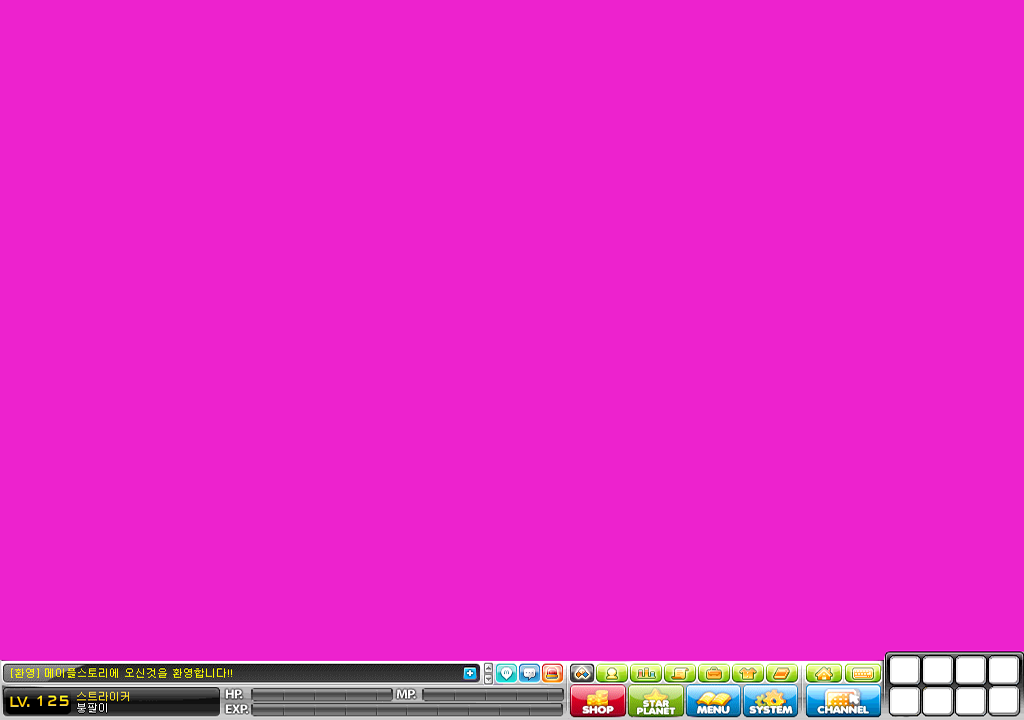 [환영] 메이플스토리에 오신것을 환영합니다!!
LV. 125 스트라이커
붕팔이
HP.
MP.
EXP.
SHOP
STAR PLANET
MENU
SYSTEM
CHANNEL